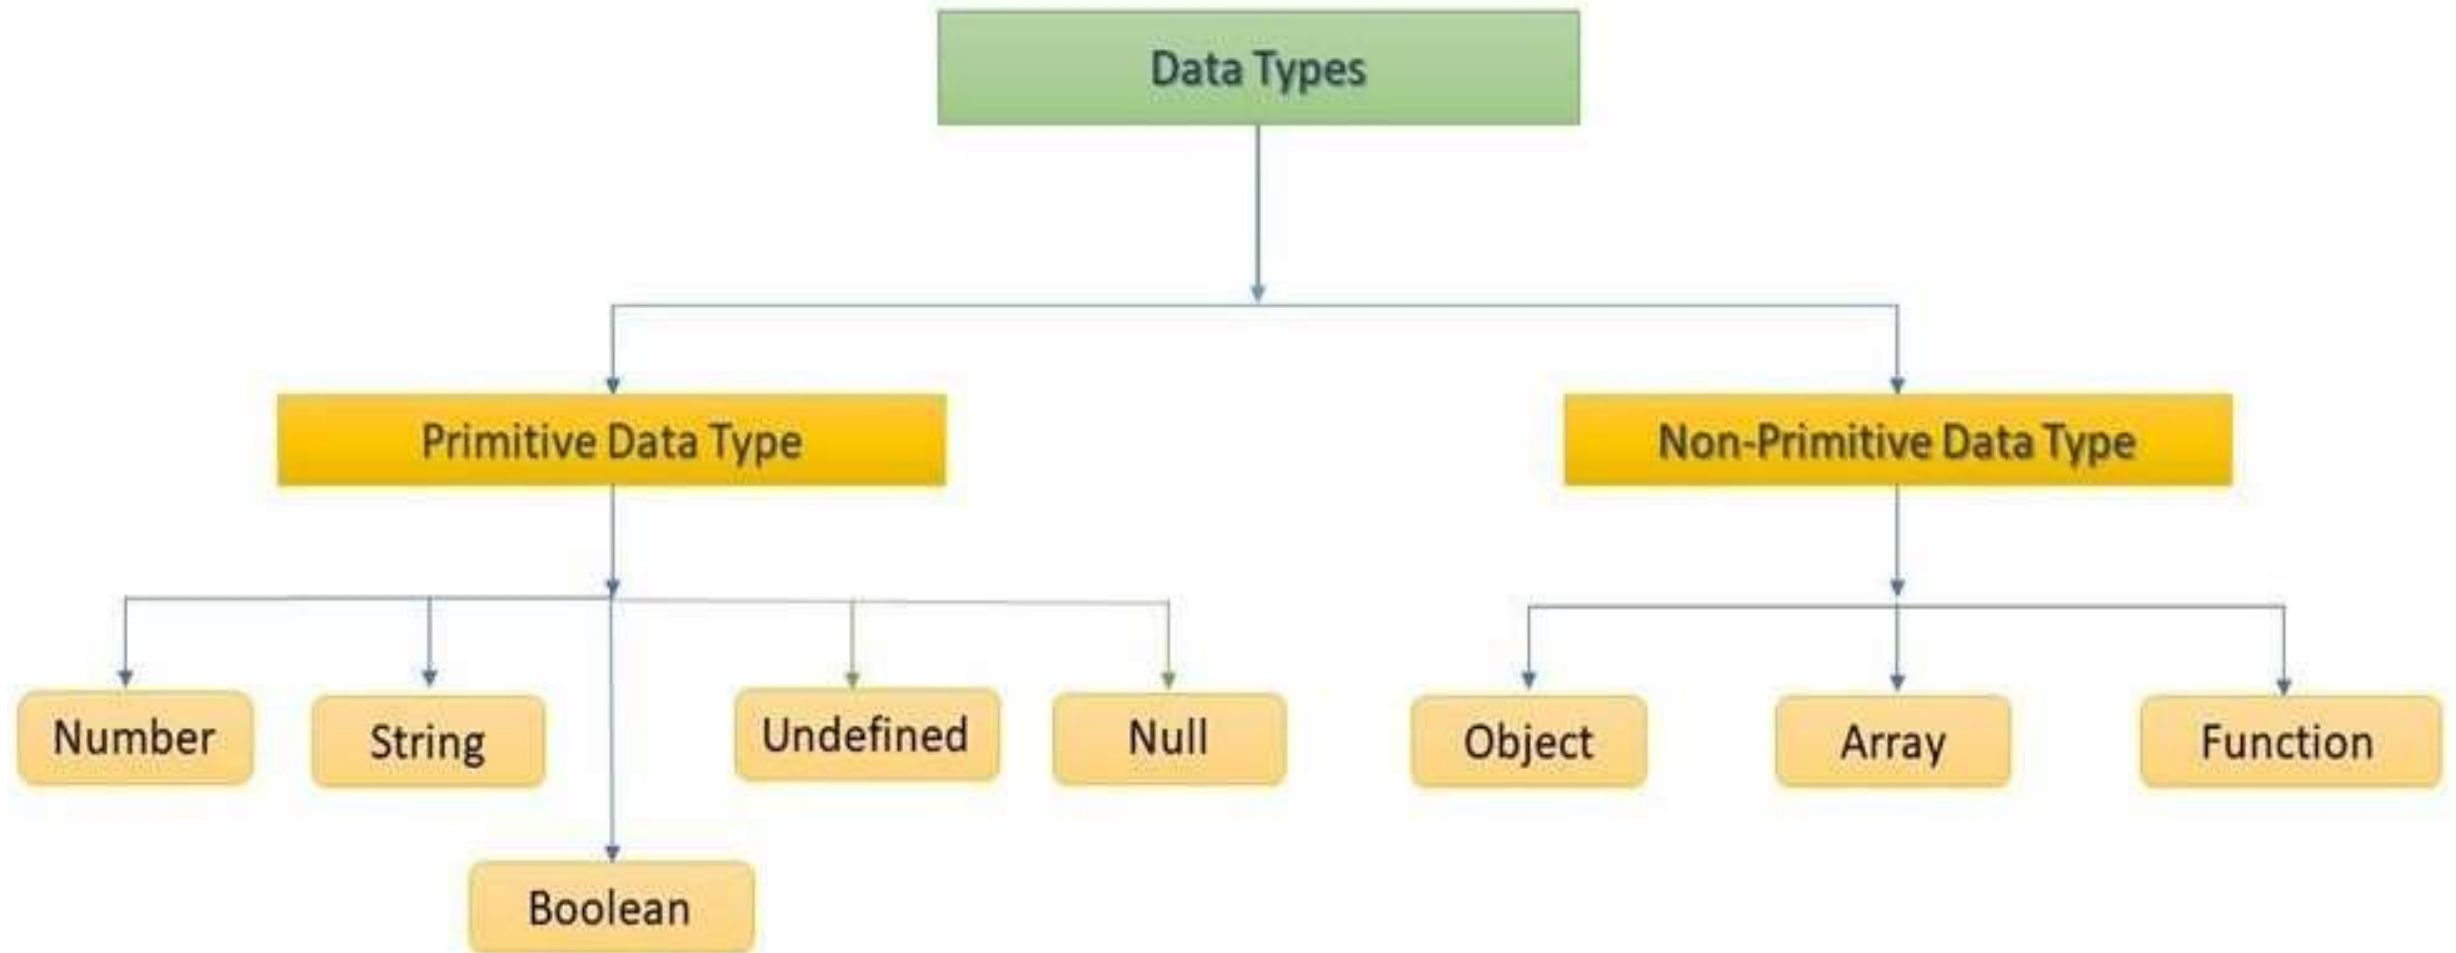 Data Types
Primitive Data Type
Non-Primitive Data Type
Number
String
Undefined
Null
Object
Array
Function
Boolean